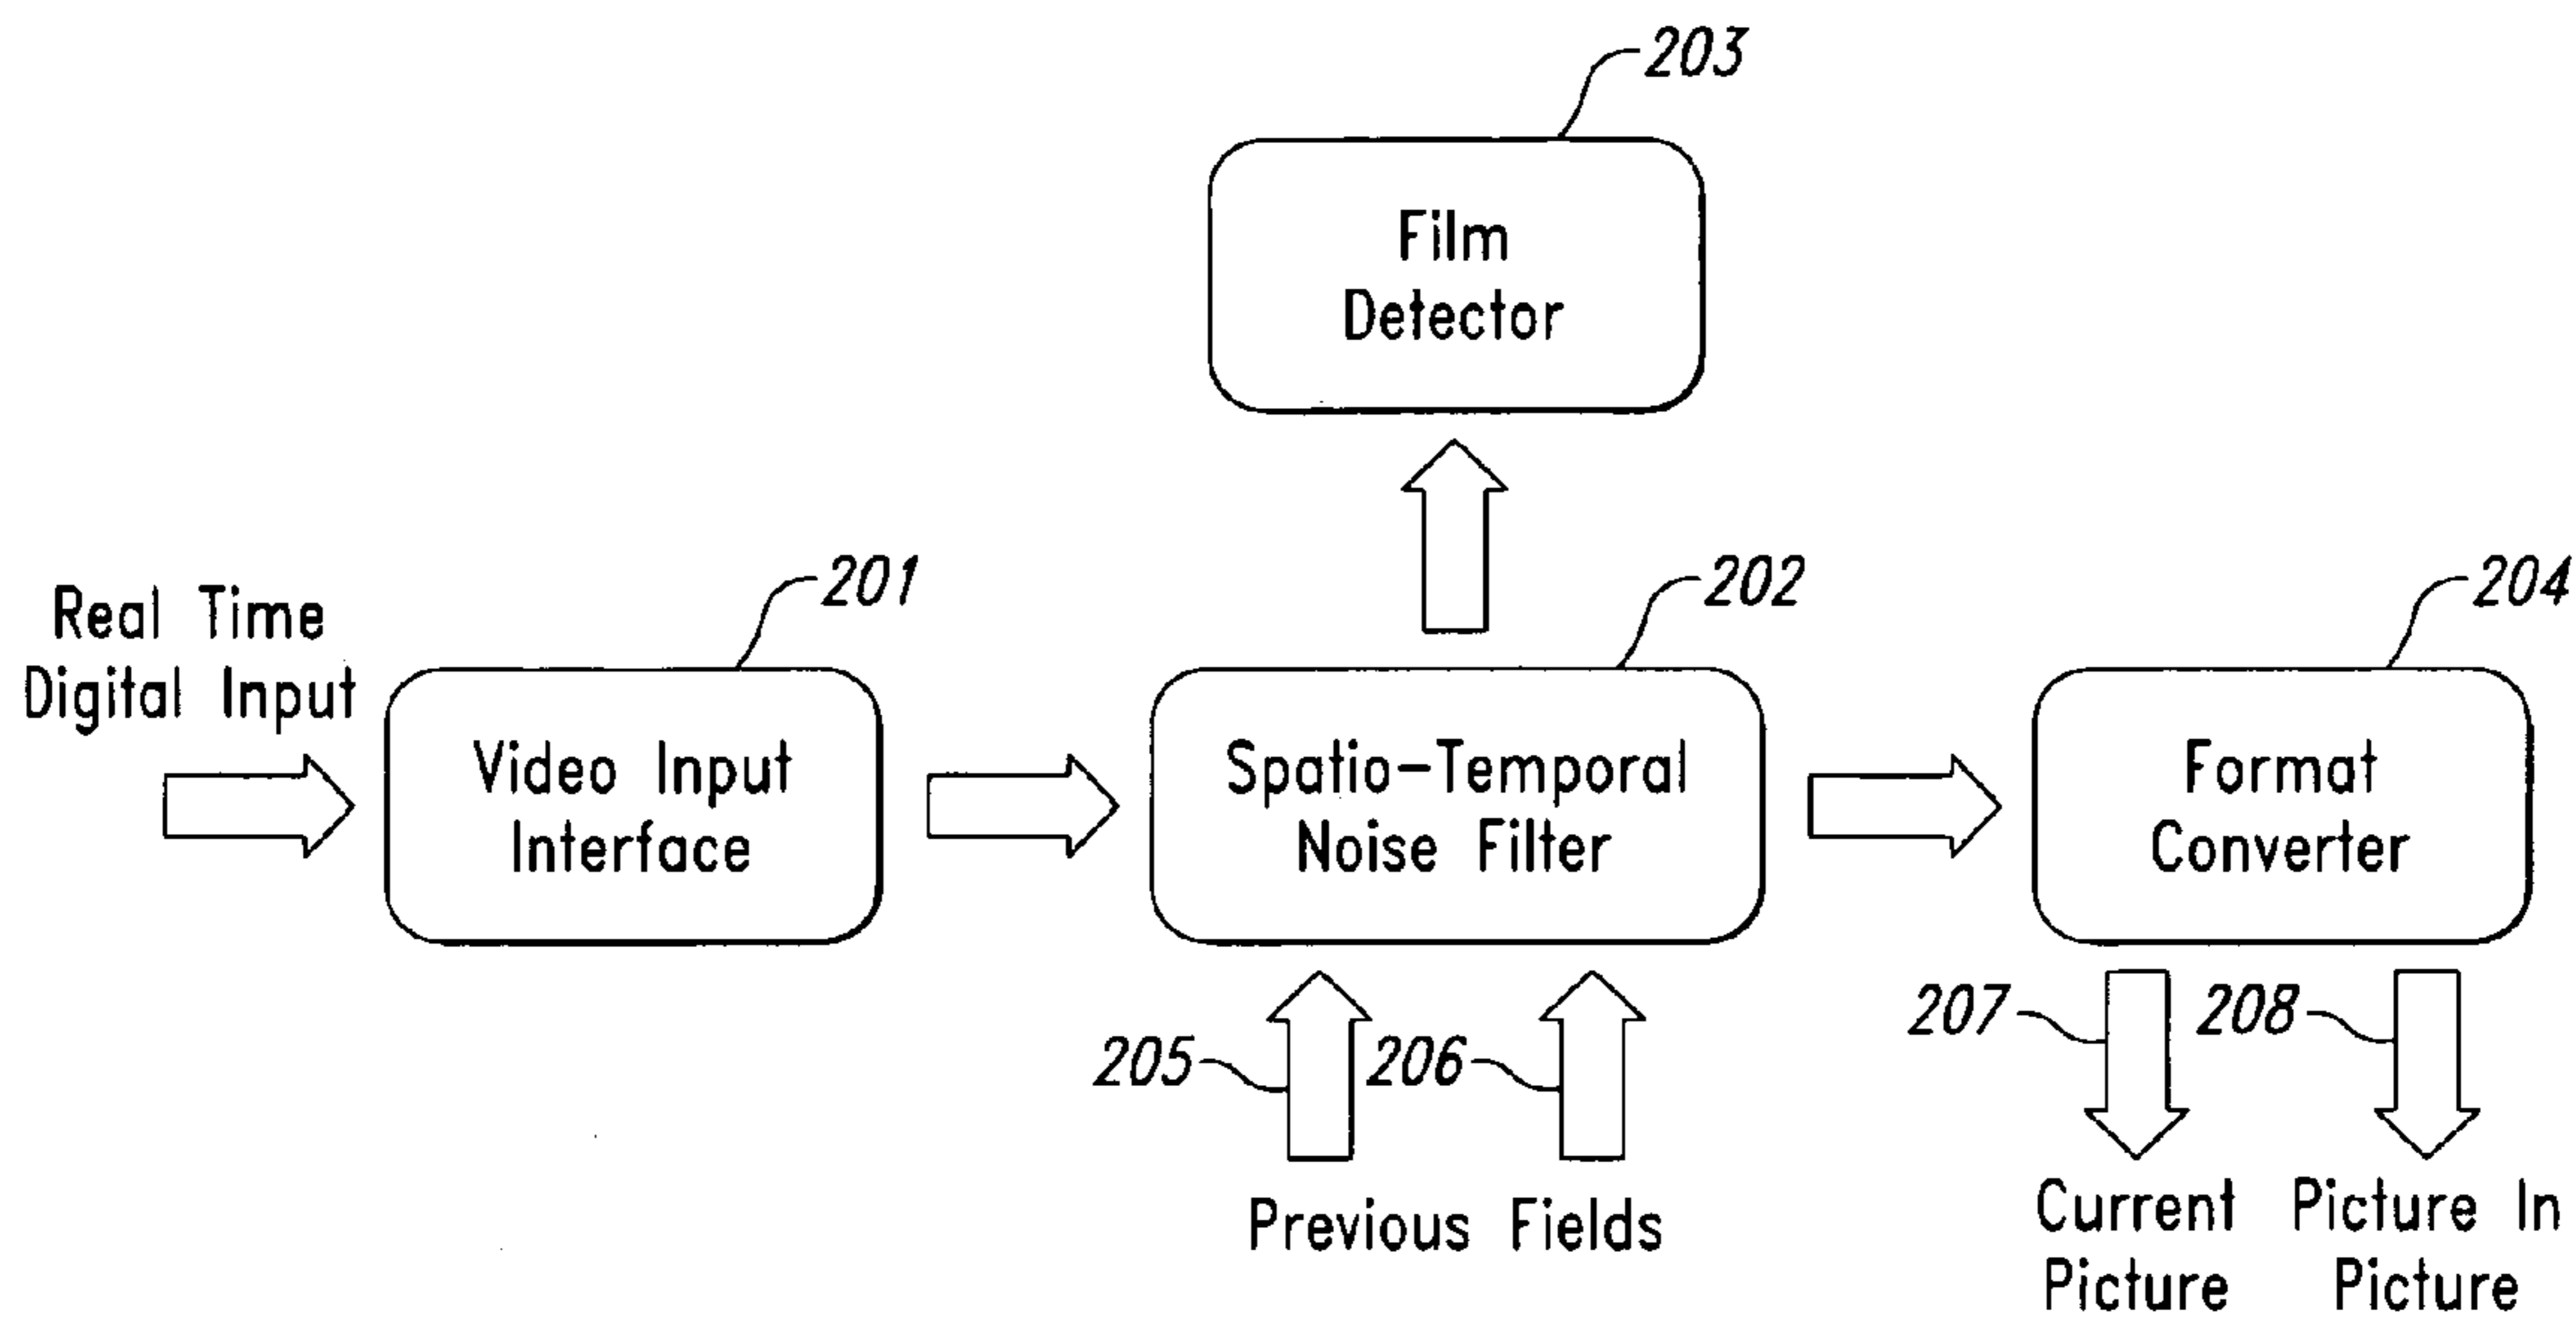 203
Film
Detector
Real Time
Digital Input
201
Video Input
Interface
202
Spatio-Temporal
Noise Filter
204
Format
Converter
205
206
Previous Fields
207
208
Current
Picture
Picture In
Picture